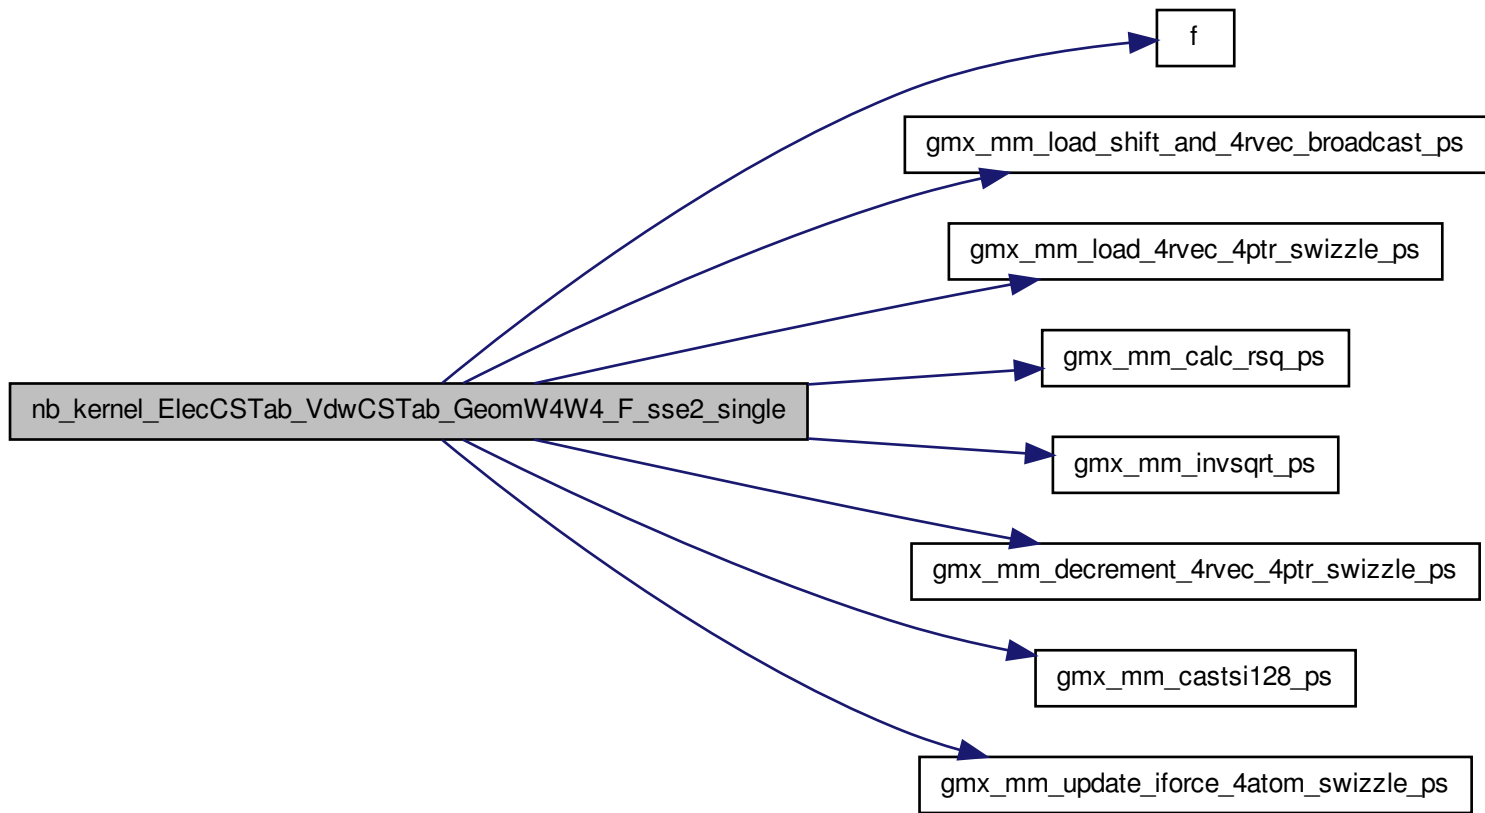 f
gmx_mm_load_shift_and_4rvec_broadcast_ps
gmx_mm_load_4rvec_4ptr_swizzle_ps
gmx_mm_calc_rsq_ps
nb_kernel_ElecCSTab_VdwCSTab_GeomW4W4_F_sse2_single
gmx_mm_invsqrt_ps
gmx_mm_decrement_4rvec_4ptr_swizzle_ps
gmx_mm_castsi128_ps
gmx_mm_update_iforce_4atom_swizzle_ps